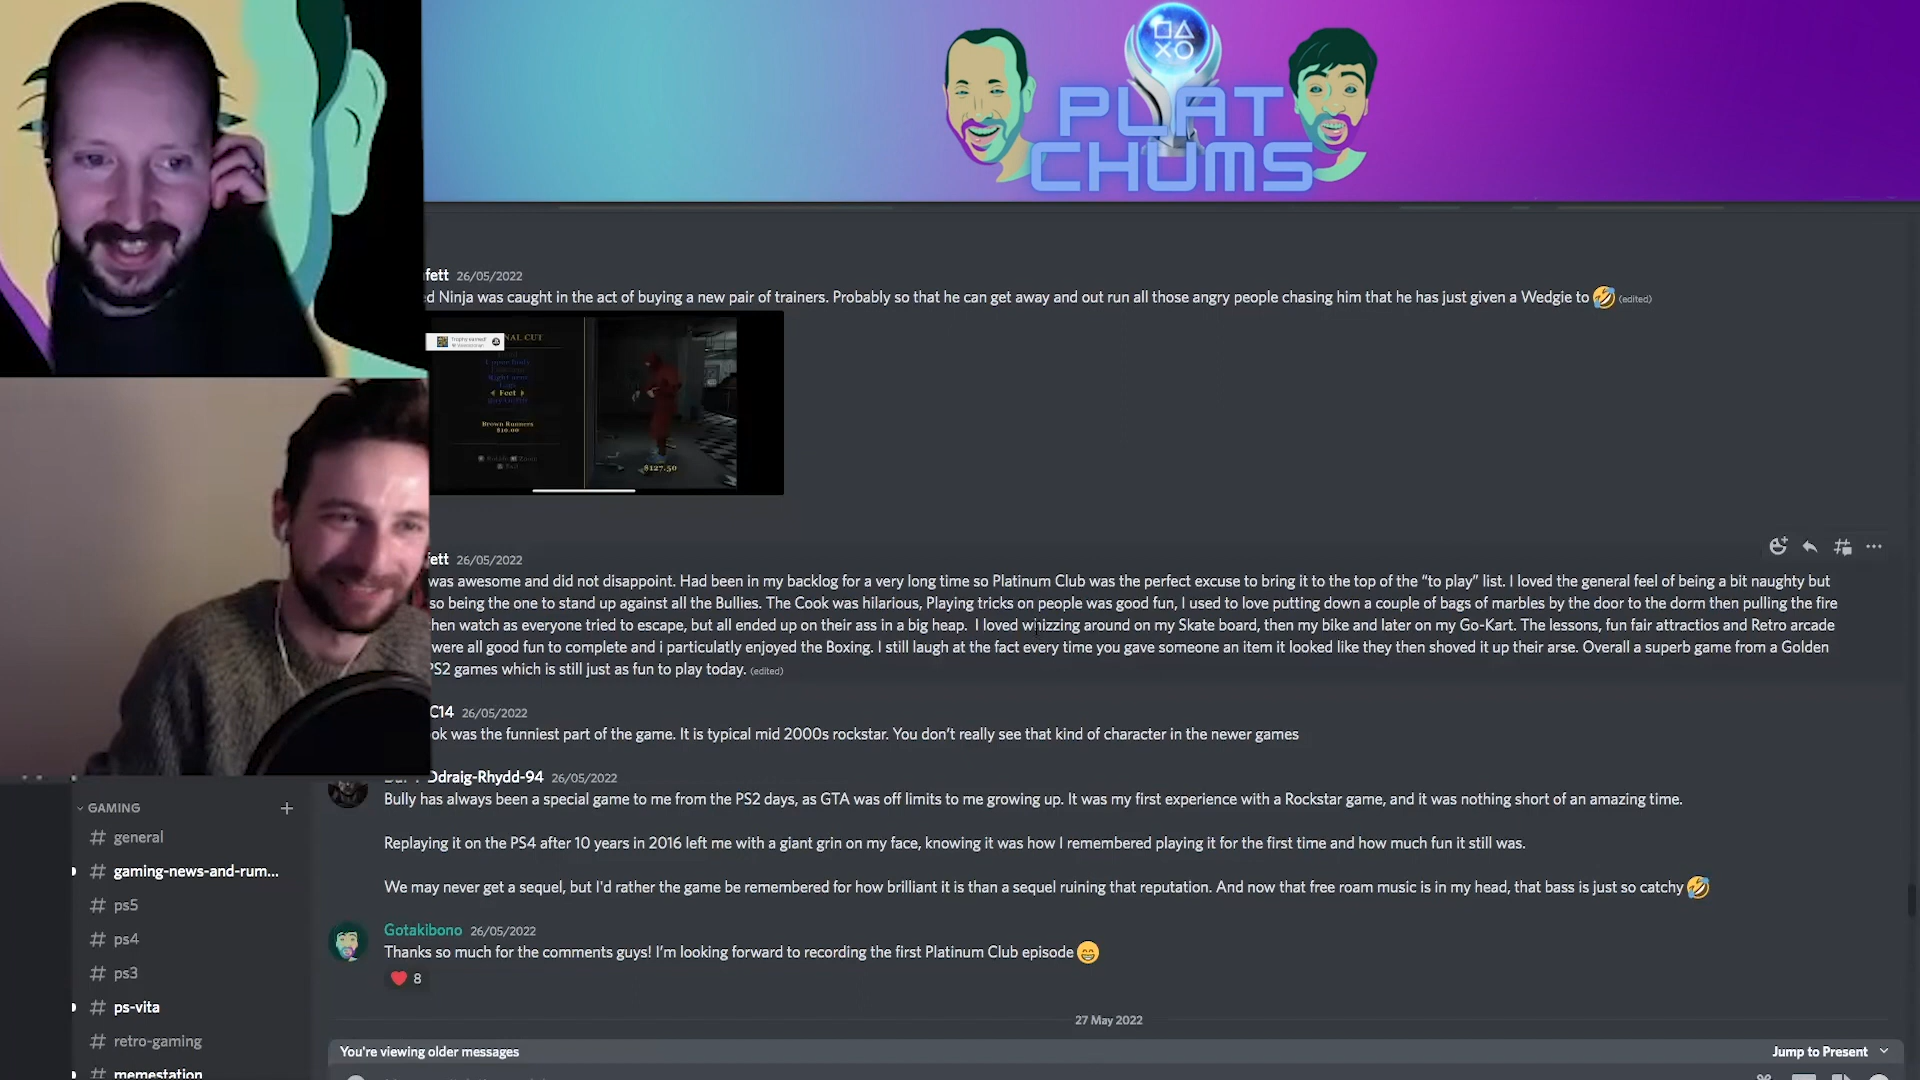 PLAT
CHUMS
fett 26/05/2022
ed Ninja was caught in the act of buying a new pair of trainers. Probably so that he can get away and out run all those angry people chasing him that he has just given a Wedgie to 🤣 (edited)
Trophy earned!
NAL CUT
Right arm
Feet
Brown Runners
$10.00
$127.50
ett 26/05/2022
was awesome and did not disappoint. Had been in my backlog for a very long time so Platinum Club was the perfect excuse to bring it to the top of the “to play” list. I loved the general feel of being a bit naughty but
so being the one to stand up against all the Bullies. The Cook was hilarious, Playing tricks on people was good fun, I used to love putting down a couple of bags of marbles by the door to the dorm then pulling the fire
hen watch as everyone tried to escape, but all ended up on their ass in a big heap. I loved whizzing around on my Skate board, then my bike and later on my Go-Kart. The lessons, fun fair attractios and Retro arcade
were all good fun to complete and i particulatly enjoyed the Boxing. I still laugh at the fact every time you gave someone an item it looked like they then shoved it up their arse. Overall a superb game from a Golden
PS2 games which is still just as fun to play today. (edited)
C14 26/05/2022
ok was the funniest part of the game. It is typical mid 2000s rockstar. You don’t really see that kind of character in the newer games
Ddraig-Rhydd-94 26/05/2022
Bully has always been a special game to me from the PS2 days, as GTA was off limits to me growing up. It was my first experience with a Rockstar game, and it was nothing short of an amazing time.
Replaying it on the PS4 after 10 years in 2016 left me with a giant grin on my face, knowing it was how I remembered playing it for the first time and how much fun it still was.
We may never get a sequel, but I'd rather the game be remembered for how brilliant it is than a sequel ruining that reputation. And now that free roam music is in my head, that bass is just so catchy 🤣
Gotakibono 26/05/2022
Thanks so much for the comments guys! I’m looking forward to recording the first Platinum Club episode 😁
❤️ 8
27 May 2022
You're viewing older messages
Jump to Present
GAMING
# general
# gaming-news-and-rum...
# ps5
# ps4
# ps3
# ps-vita
# retro-gaming
# memestation